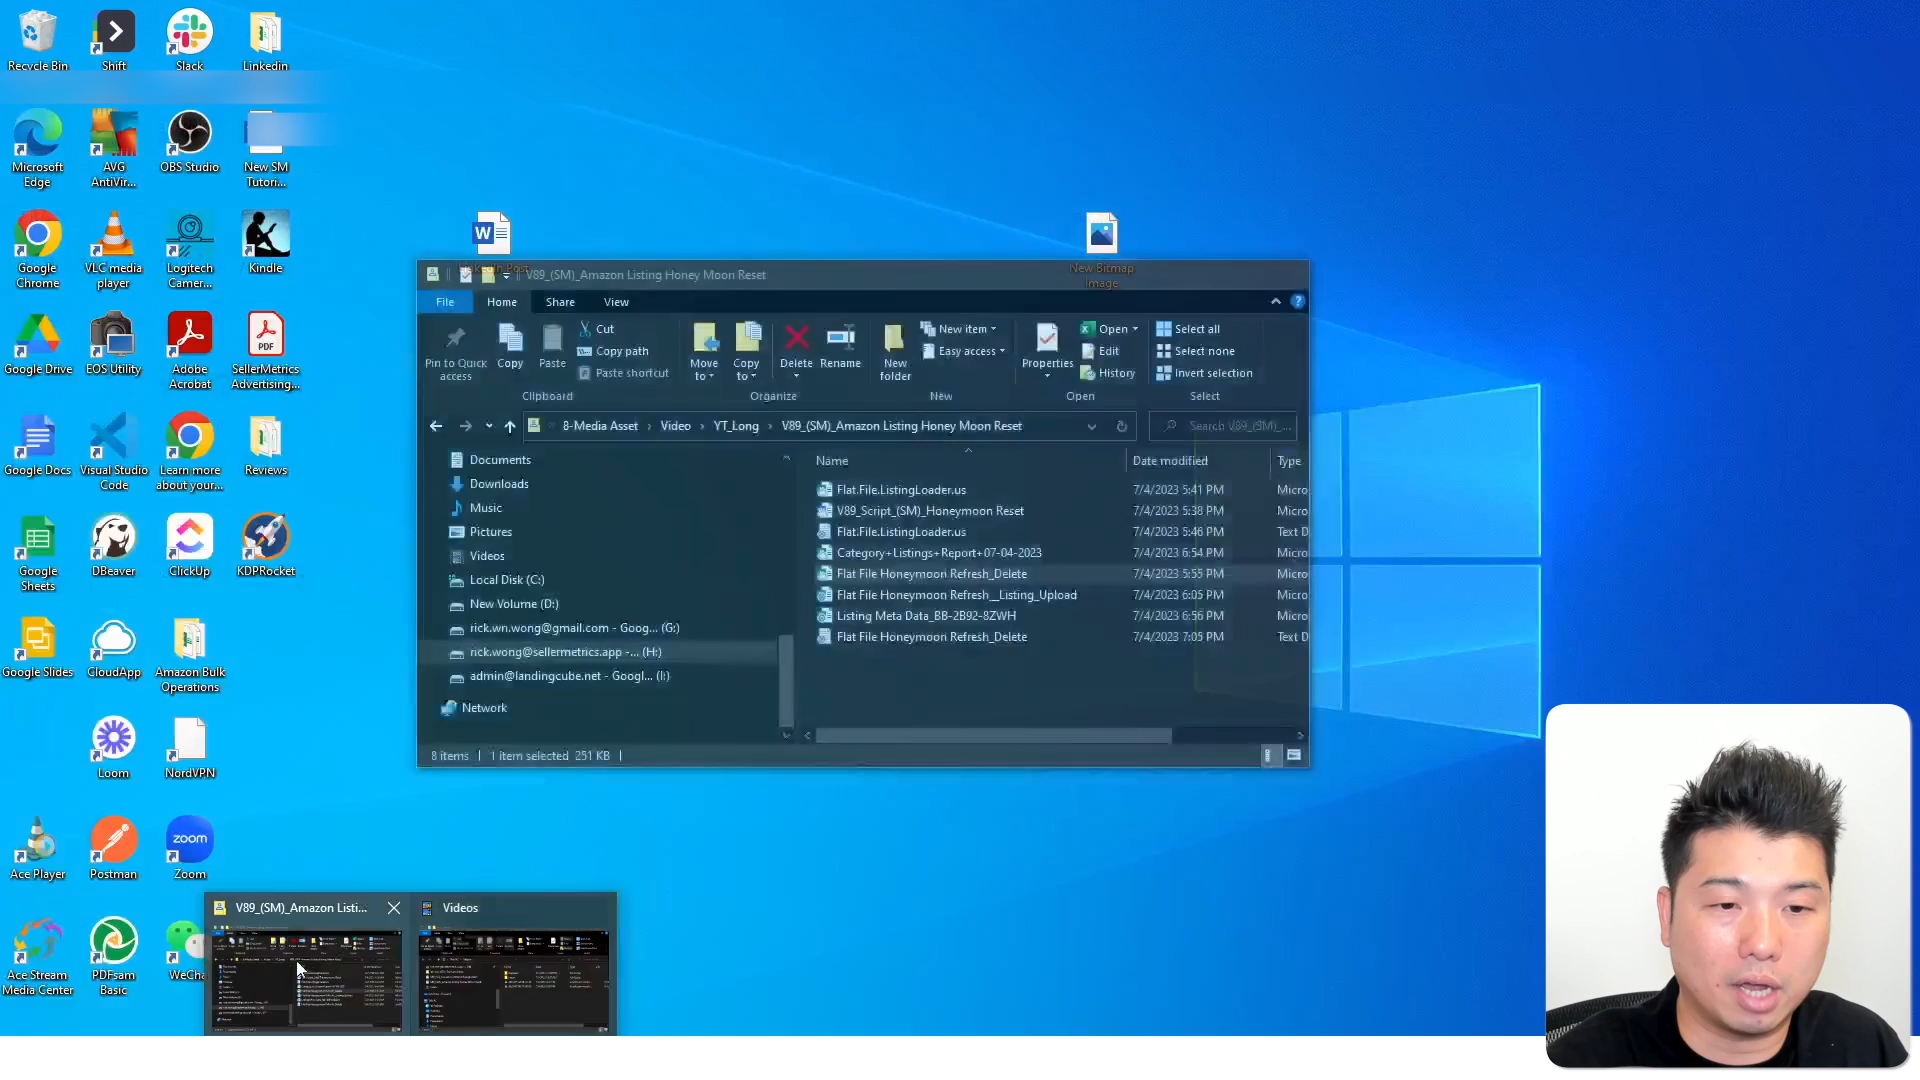 Recycle Bin
Shift
Slack
Linkedin
Microsoft
Edge
AVG
AntiVir...
OBS Studio
New SM
Tutori...
Google
Chrome
VLC media
player
Logitech
Camer...
Kindle
Google Drive
EOS Utility
Adobe
Acrobat
PDF
SellerMetrics
Advertising...
Google Docs
Visual Studio
Code
Learn more
about your...
Reviews
Google
Sheets
DBeaver
ClickUp
KDPRocket
Google Slides
CloudApp
Amazon Bulk
Operations
Loom
NordVPN
Ace Player
Postman
zoom
Zoom
Ace Stream
Media Center
PDFsam
Basic
WeCha
W
Linkedin Post
New Bitmap
Image
V89_(SM)_Amazon Listing Honey Moon Reset
File
Home
Share
View
Pin to Quick
access
Copy
Paste
Cut
Copy path
Paste shortcut
Clipboard
Move
to
Copy
to
Delete
Rename
Organize
New
folder
New item
Easy access
New
Properties
Open
Edit
History
Open
Select all
Select none
Invert selection
Select
8-Media Asset
Video
YT_Long
V89_(SM)_Amazon Listing Honey Moon Reset
Search V89_(SM)_...
Documents
Downloads
Music
Pictures
Videos
Local Disk (C:)
New Volume (D:)
rick.wn.wong@gmail.com - Goog... (G:)
rick.wong@sellermetrics.app -... (H:)
admin@landingcube.net - Googl... (I:)
Network
Name Date modified Type
Flat.File.ListingLoader.us 7/4/2023 5:41 PM Micro
V89_Script_(SM)_Honeymoon Reset 7/4/2023 5:38 PM Micro
Flat.File.ListingLoader.us 7/4/2023 5:46 PM Text D
Category+Listings+Report+07-04-2023 7/4/2023 6:54 PM Micro
Flat File Honeymoon Refresh_Delete 7/4/2023 5:55 PM Micro
Flat File Honeymoon Refresh__Listing_Upload 7/4/2023 6:05 PM Micro
Listing Meta Data_BB-2B92-8ZWH 7/4/2023 6:56 PM Micro
Flat File Honeymoon Refresh_Delete 7/4/2023 7:05 PM Text D
8 items
1 item selected 251 KB
V89_(SM)_Amazon Listi...
Videos